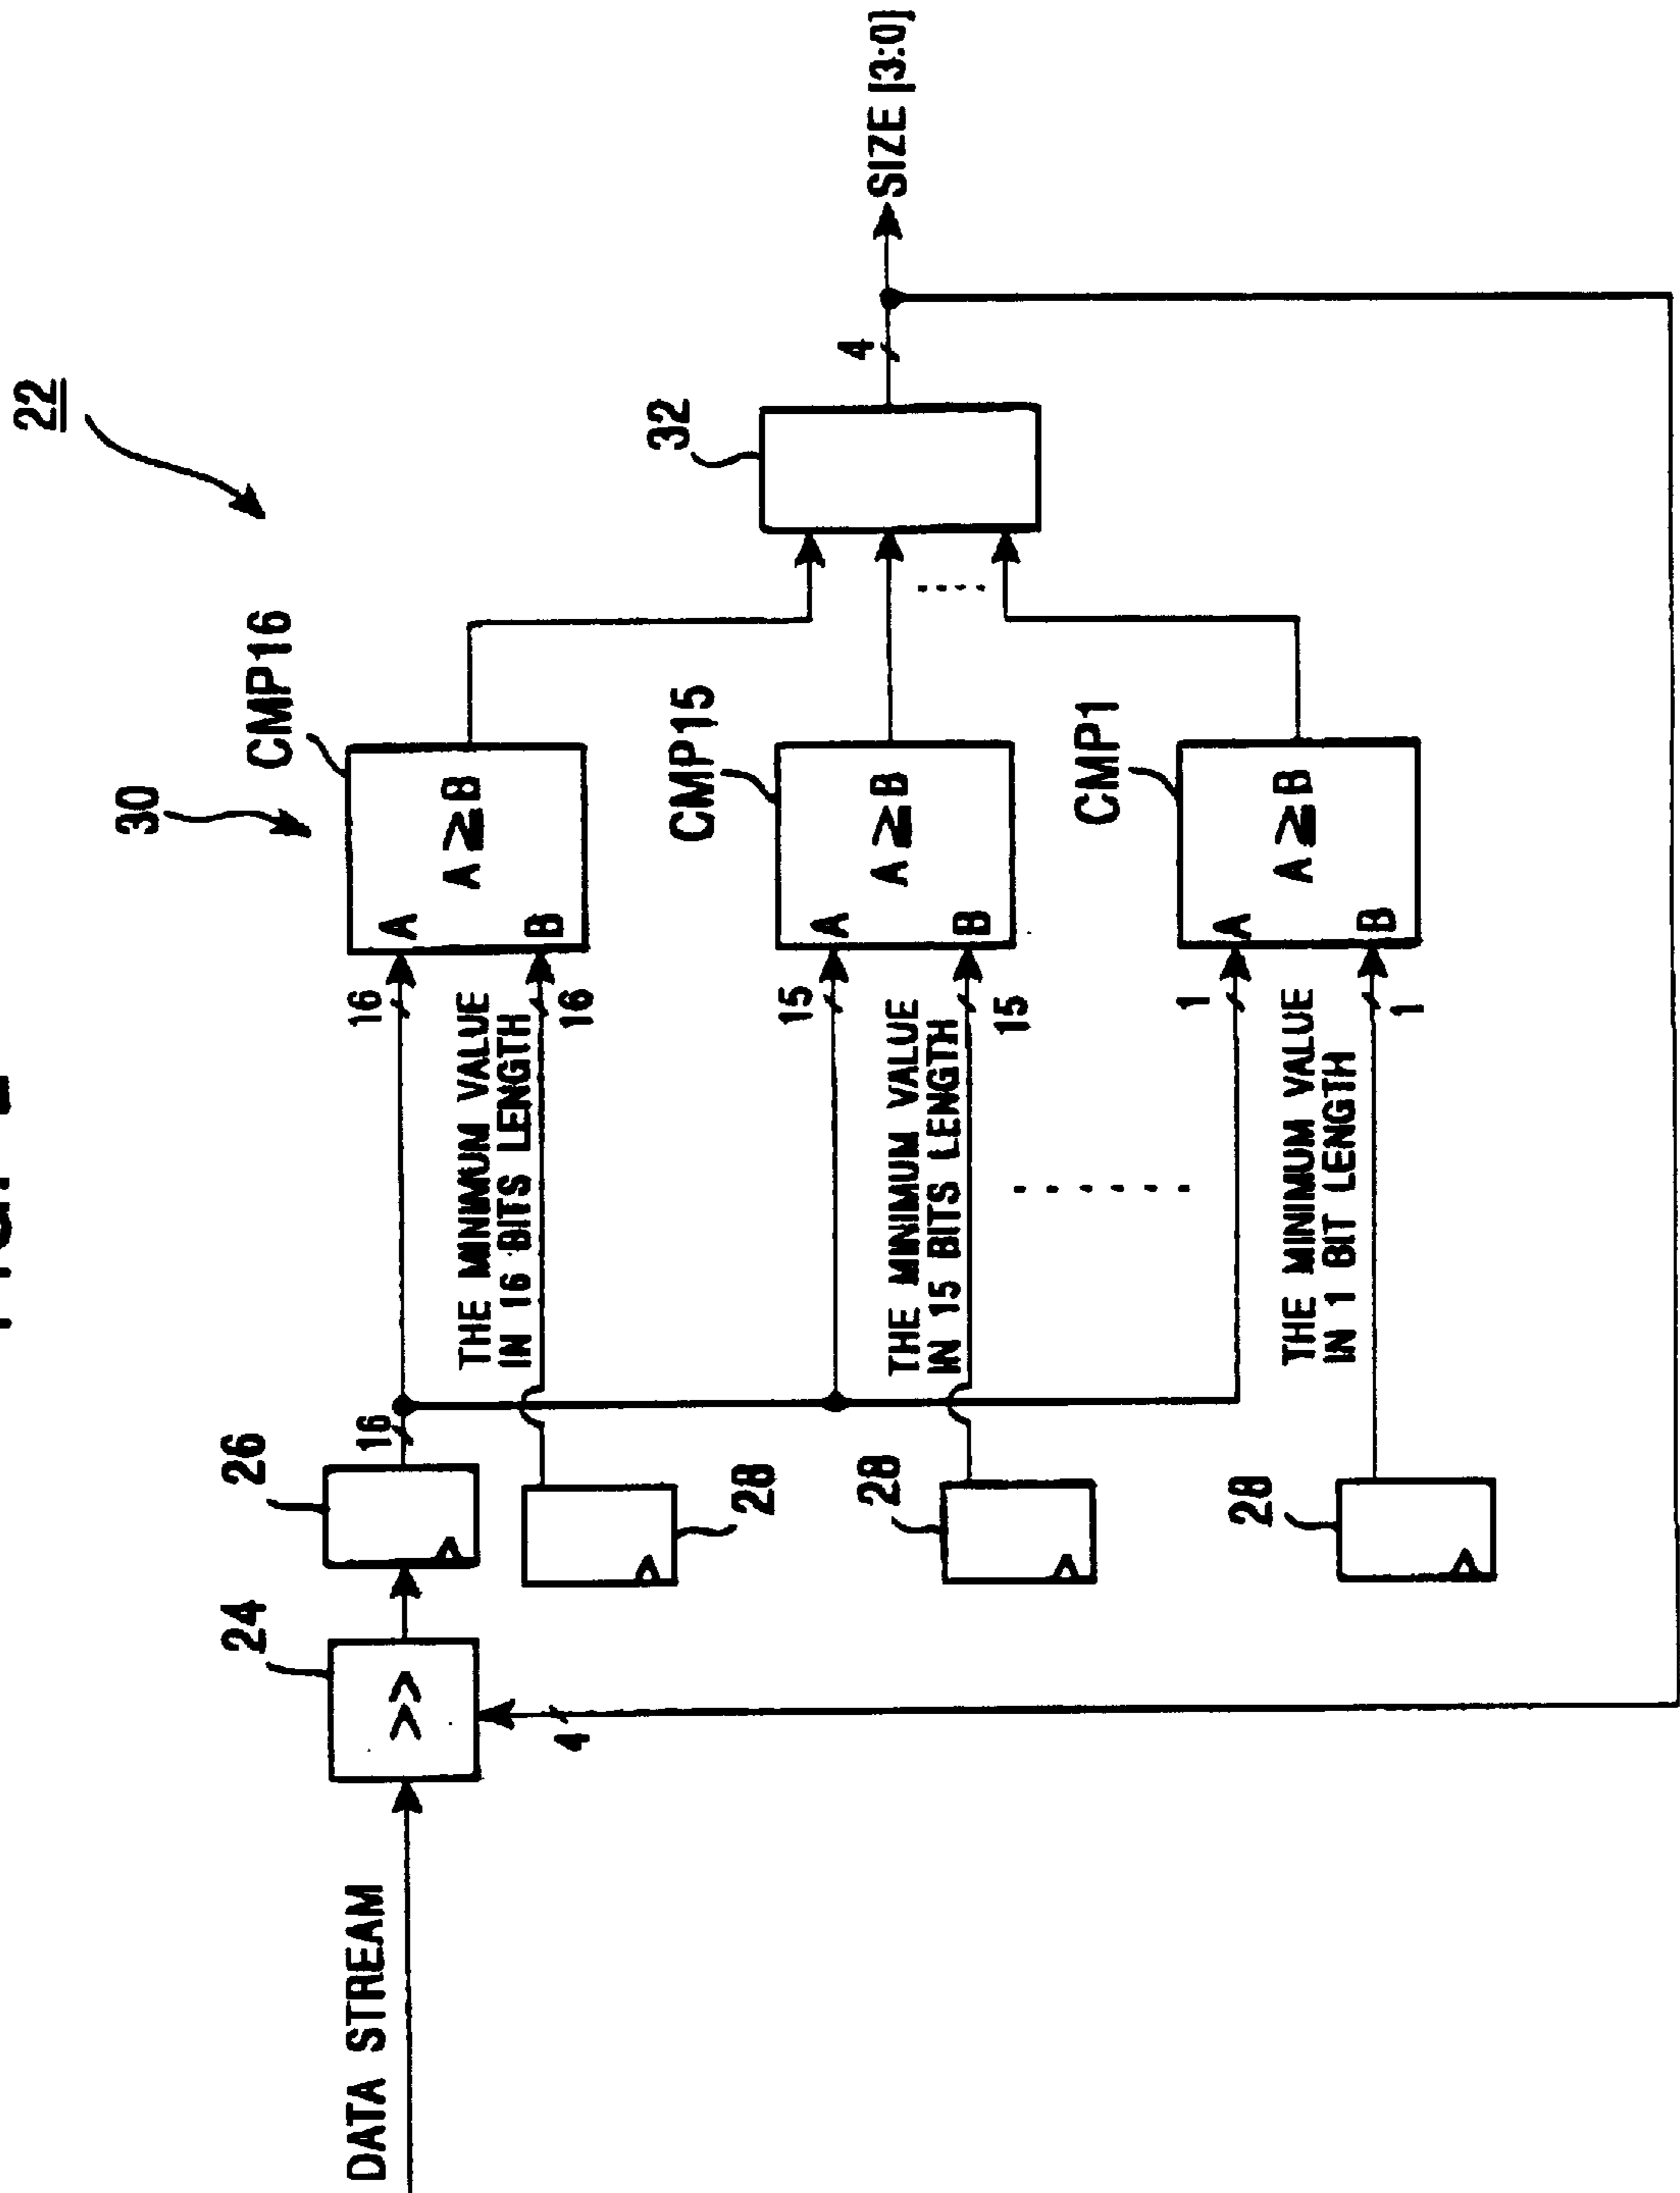 22
30
CMP16
CMP15
CMP1
32
A
B
A ≥ B
A
B
A ≥ B
A
B
A ≥ B
4
SIZE [3:0]
16
16
15
15
1
1
THE MINIMUM VALUE
IN 16 BITS LENGTH
THE MINIMUM VALUE
IN 15 BITS LENGTH
THE MINIMUM VALUE
IN 1 BIT LENGTH
26
16
28
28
28
24
>>
4
DATA STREAM